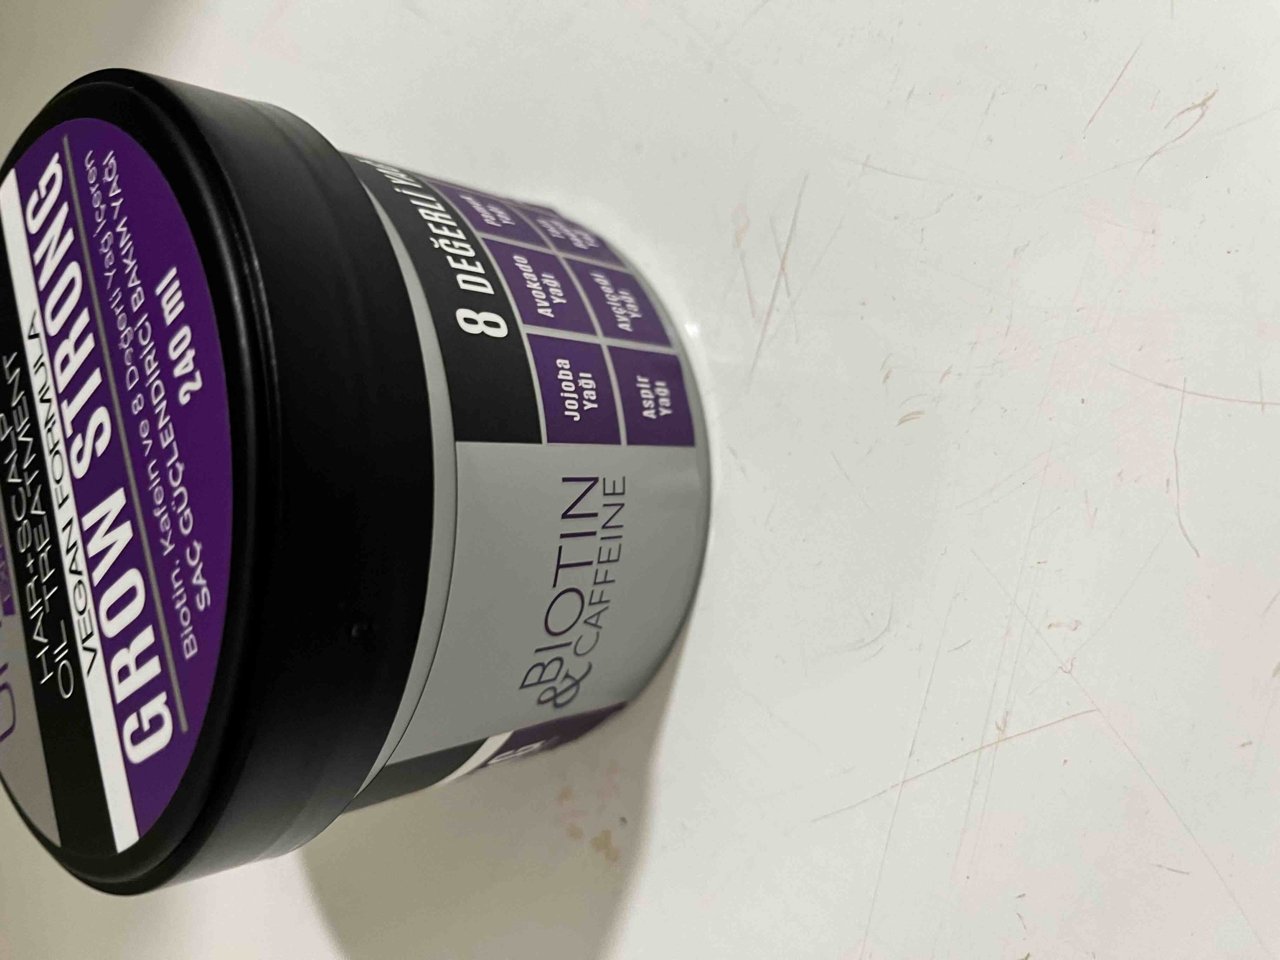 HAIR+SCALP
OIL TREATMENT
VEGAN FORMULA
GROW STRONG
Biotin, Kafein ve 8 Değerli Yağ İçeren
SAÇ GÜÇLENDİRİCİ BAKIM YAĞI
240 ml
BIOTIN
& CAFFEINE
8 DEĞERLİ
Jojoba
Yağı
Avokado
Yağı
Yağı
Aspir
Yağı
Ayçiçeği
Yağı